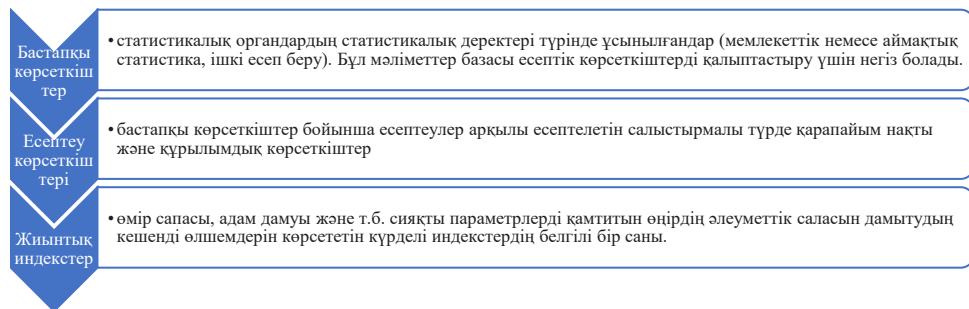 Бастапқы
көрсеткіш
тер
• статистикалық органдардың статистикалық деректері түрінде ұсынылғандар (мемлекеттік немесе аймақтық
статистика, ішкі есеп беру). Бұл мәліметтер базасы есептік көрсеткіштерді қалыптастыру үшін негіз болады.
Есептеу
көрсеткіш
тері
• бастапқы көрсеткіштер бойынша есептеулер арқылы есептелетін салыстырмалы түрде қарапайым нақты
және құрылымдық көрсеткіштер
Жиынтық
индекстер
• өмір сапасы, адам дамуы және т.б. сияқты параметрлерді қамтитын өңірдің әлеуметтік саласын дамытудың
кешенді өлшемдерін көрсететін күрделі индекстердің белгілі бір саны.